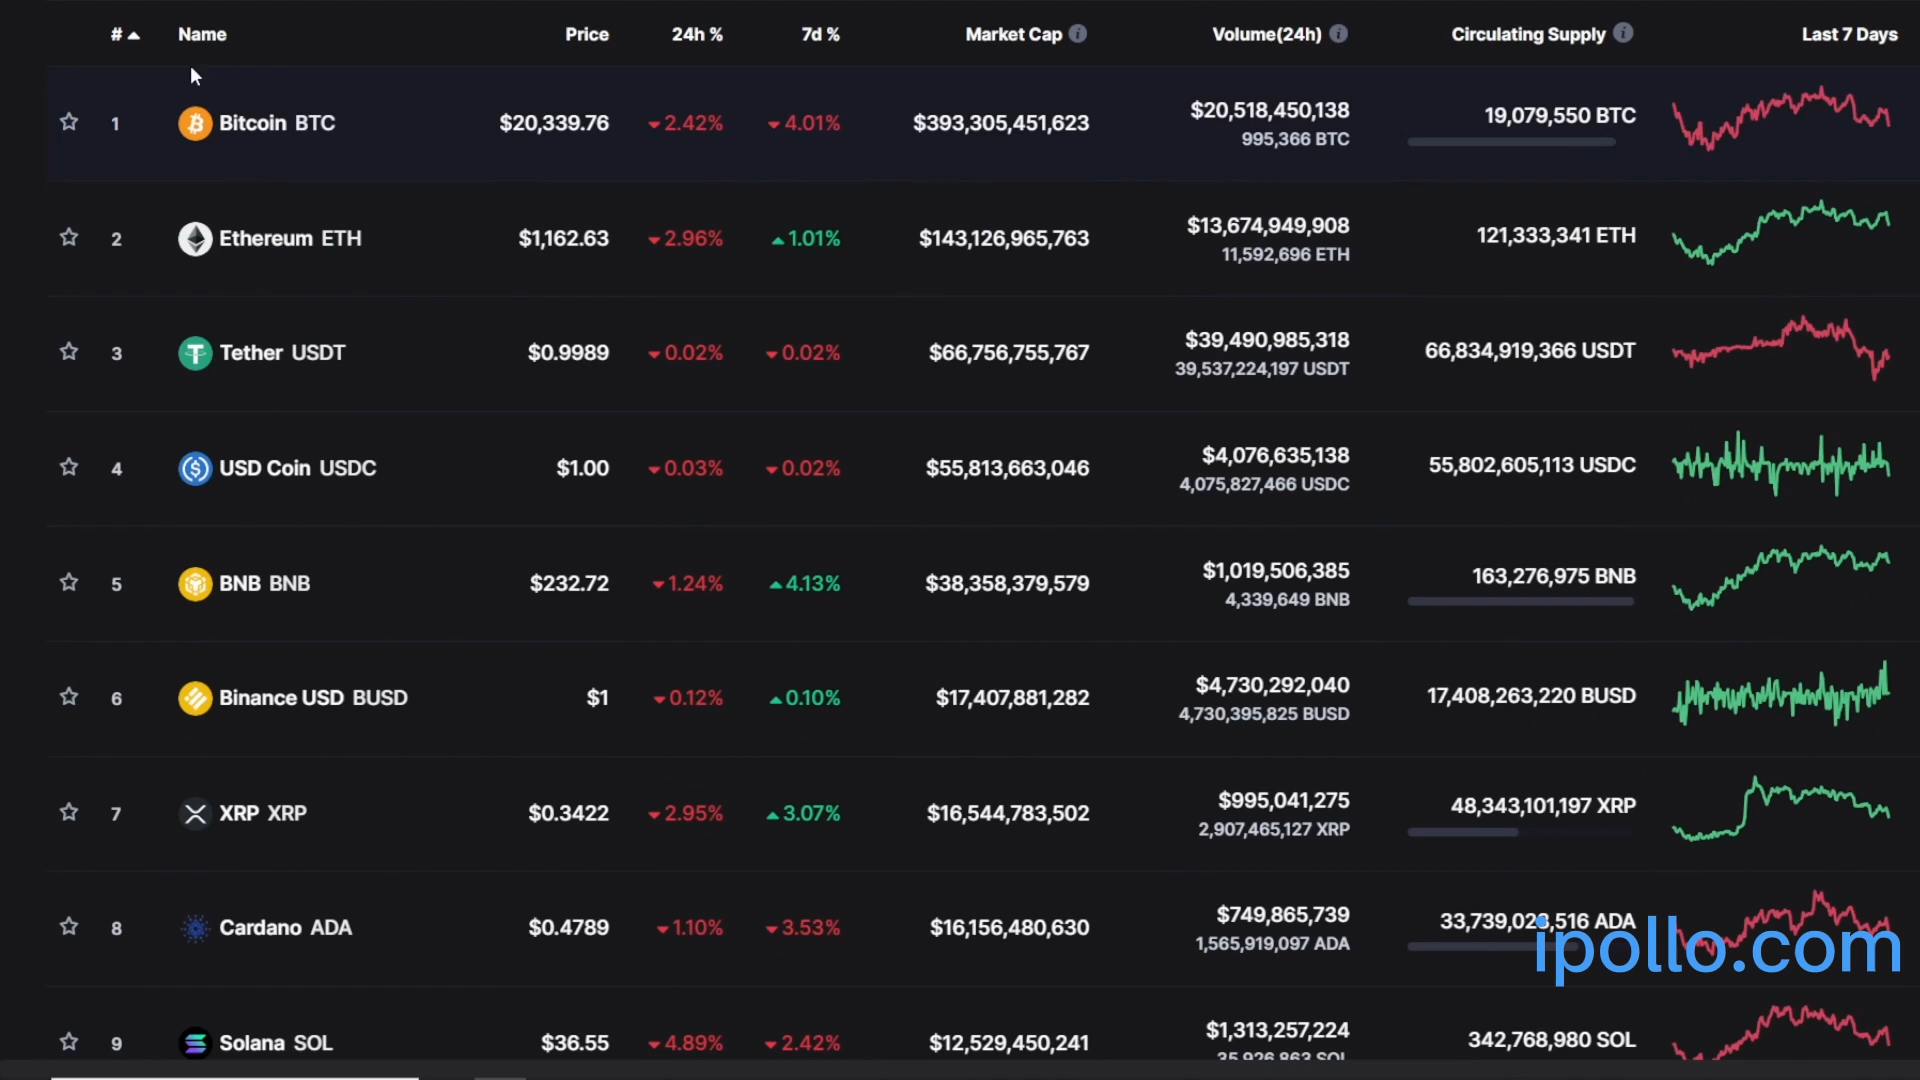 # Name Price 24h % 7d % Market Cap Volume(24h) Circulating Supply Last 7 Days
1 Bitcoin BTC $20,339.76 2.42% 4.01% $393,305,451,623 $20,518,450,138 19,079,550 BTC
995,366 BTC
2 Ethereum ETH $1,162.63 2.96% 1.01% $143,126,965,763 $13,674,949,908 121,333,341 ETH
11,592,696 ETH
3 Tether USDT $0.9989 0.02% 0.02% $66,756,755,767 $39,490,985,318 66,834,919,366 USDT
39,537,224,197 USDT
4 USD Coin USDC $1.00 0.03% 0.02% $55,813,663,046 $4,076,635,138 55,802,605,113 USDC
4,075,827,466 USDC
5 BNB BNB $232.72 1.24% 4.13% $38,358,379,579 $1,019,506,385 163,276,975 BNB
4,339,649 BNB
6 Binance USD BUSD $1 0.12% 0.10% $17,407,881,282 $4,730,292,040 17,408,263,220 BUSD
4,730,395,825 BUSD
7 XRP XRP $0.3422 2.95% 3.07% $16,544,783,502 $995,041,275 48,343,101,197 XRP
2,907,465,127 XRP
8 Cardano ADA $0.4789 1.10% 3.53% $16,156,480,630 $749,865,739 33,739,028,516 ADA
1,565,919,097 ADA
ipollo.com
9 Solana SOL $36.55 4.89% 2.42% $12,529,450,241 $1,313,257,224 342,768,980 SOL
35,926,863 SOL